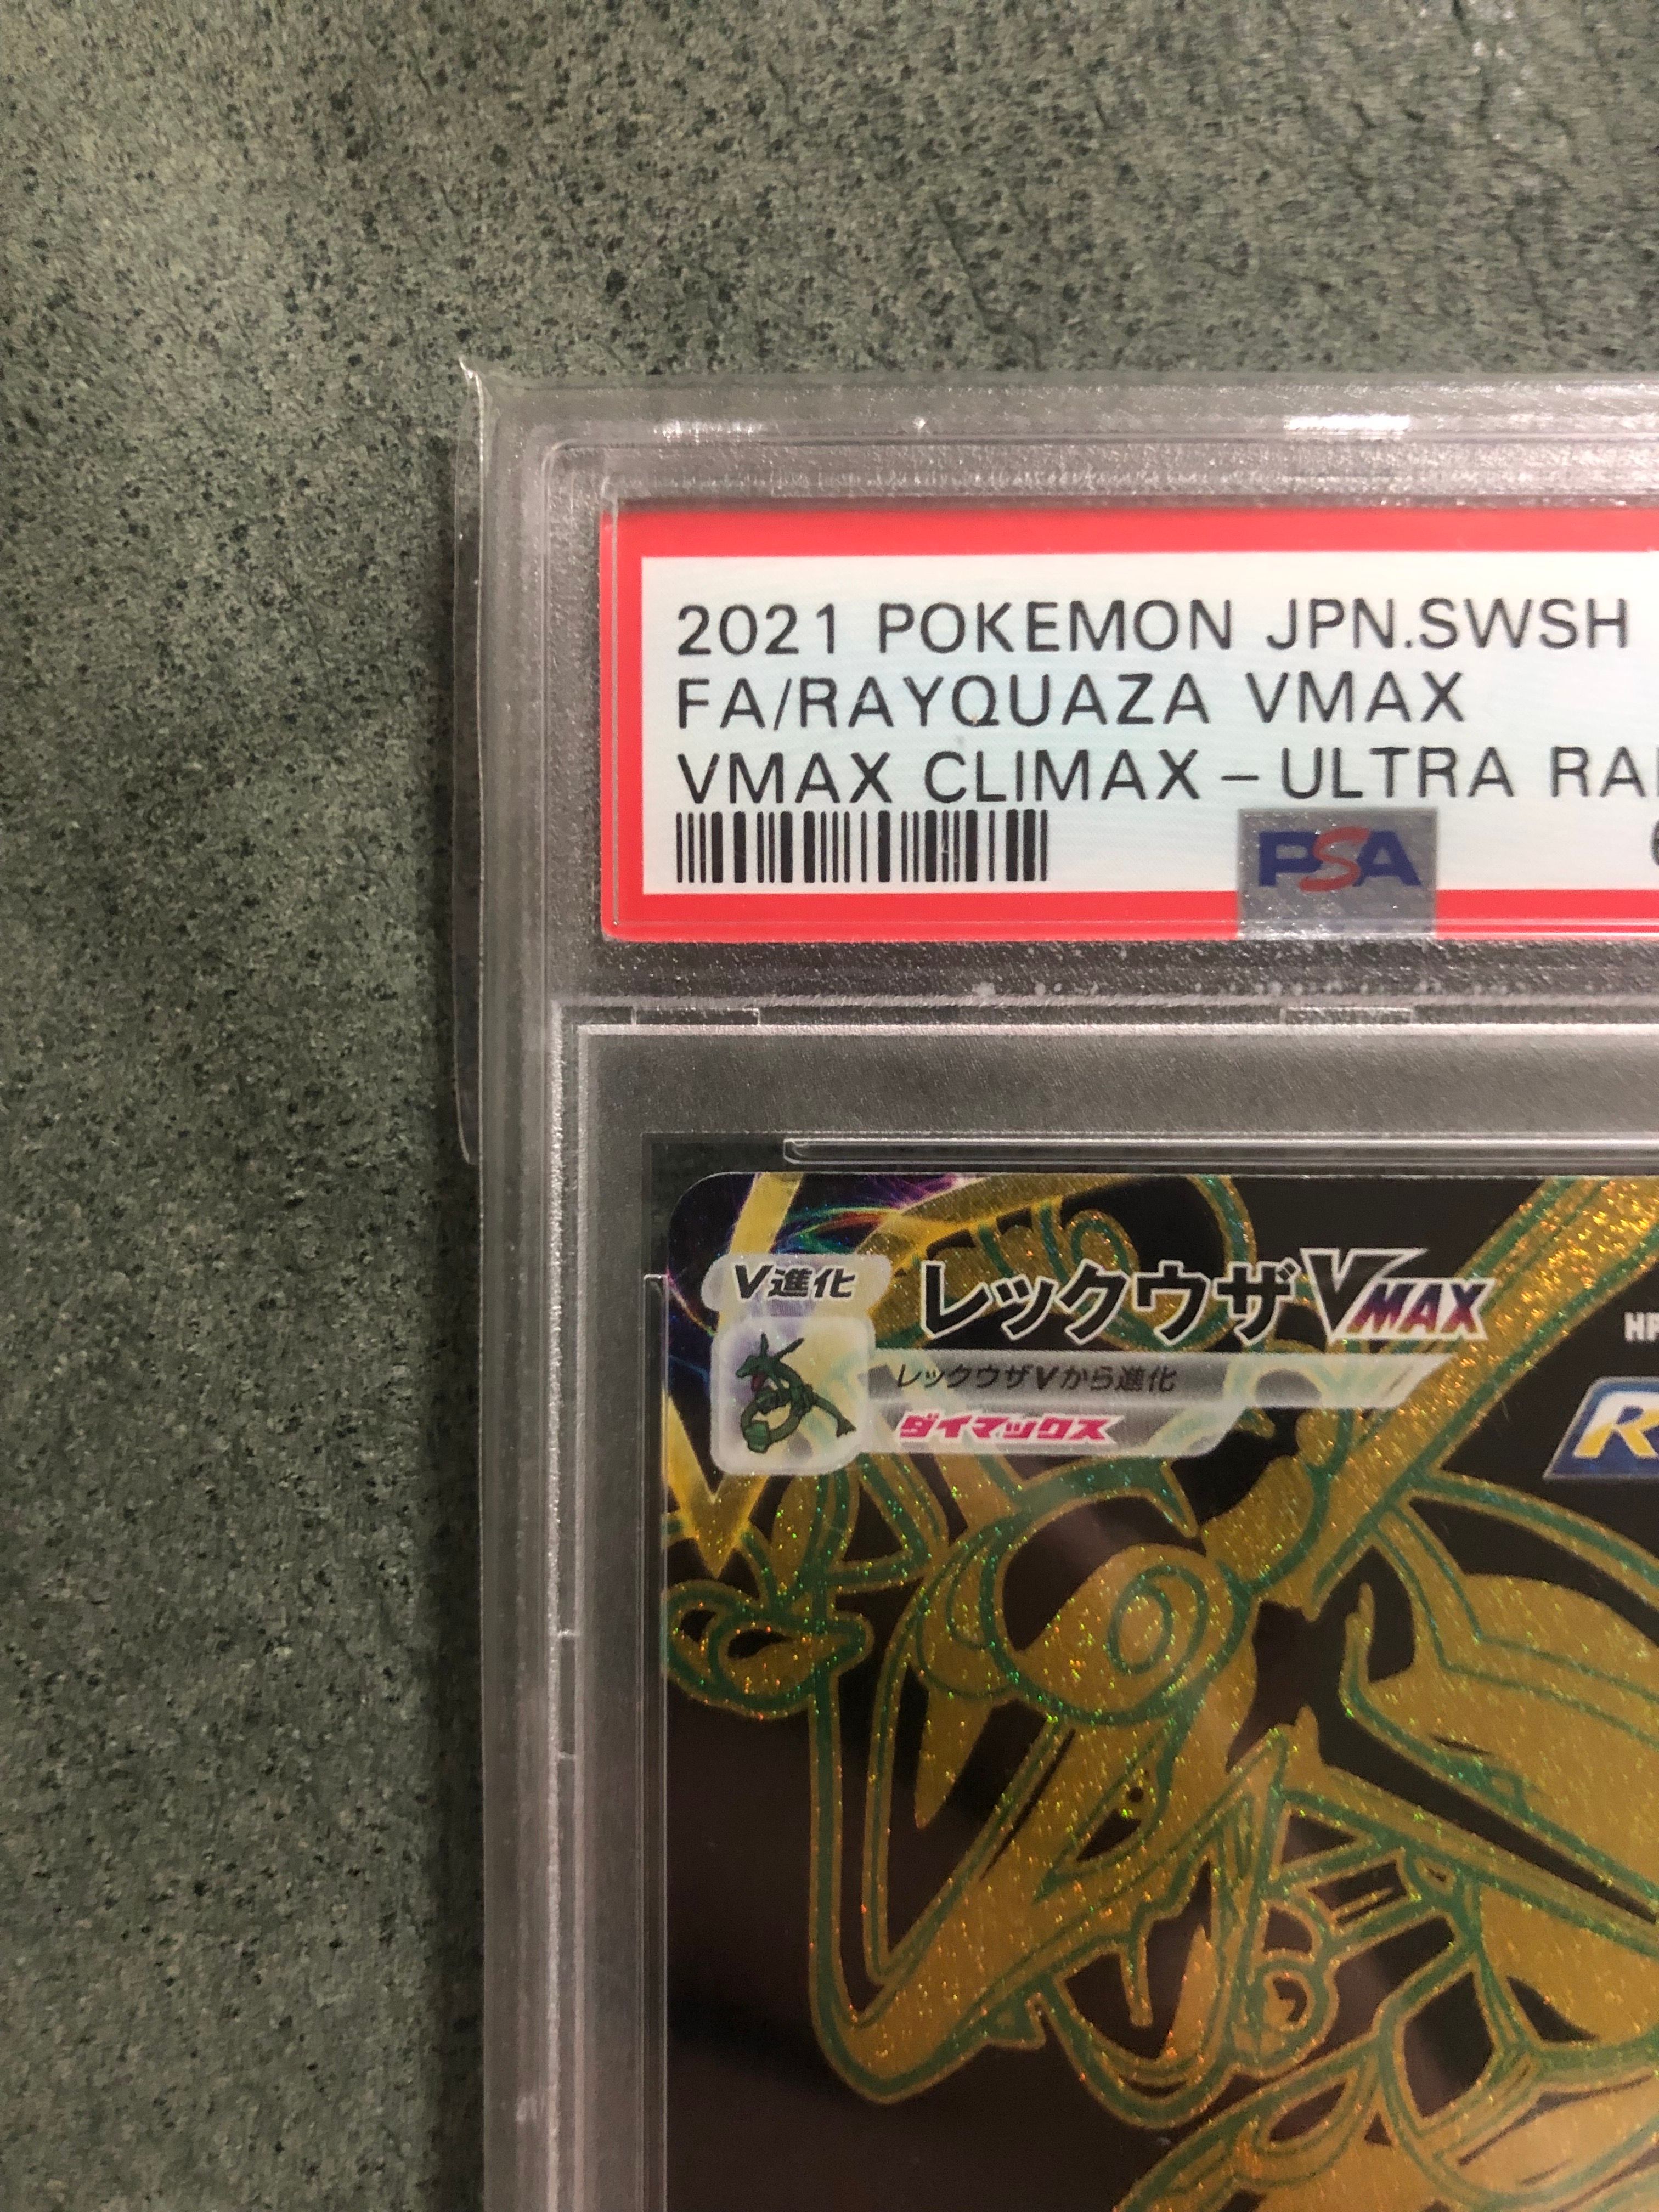 2021 POKEMON JPN.SWSH
FA/RAYQUAZA VMAX
VMAX CLIMAX – ULTRA
PSA
V進化
レックウザVMAX
HP
レックウザVから進化
ダイマックス